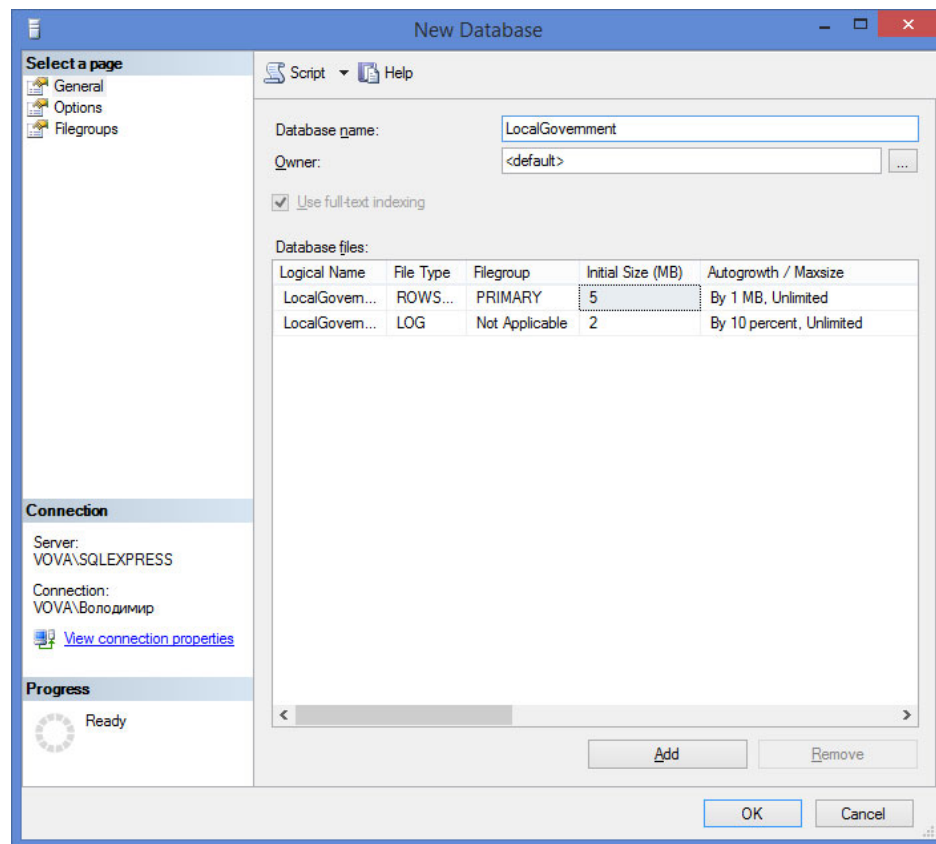 New Database
Select a page
General
Options
Filegroups
Script
Help
Database name:
LocalGovernment
Owner:
<default>
...
Use full-text indexing
Database files:
Logical Name File Type Filegroup Initial Size (MB) Autogrowth / Maxsize
LocalGovern... ROWS... PRIMARY 5 By 1 MB, Unlimited
LocalGovern... LOG Not Applicable 2 By 10 percent, Unlimited
Connection
Server:
VOVA\SQLEXPRESS
Connection:
VOVA\Володимир
View connection properties
Progress
Ready
Add
Remove
OK
Cancel